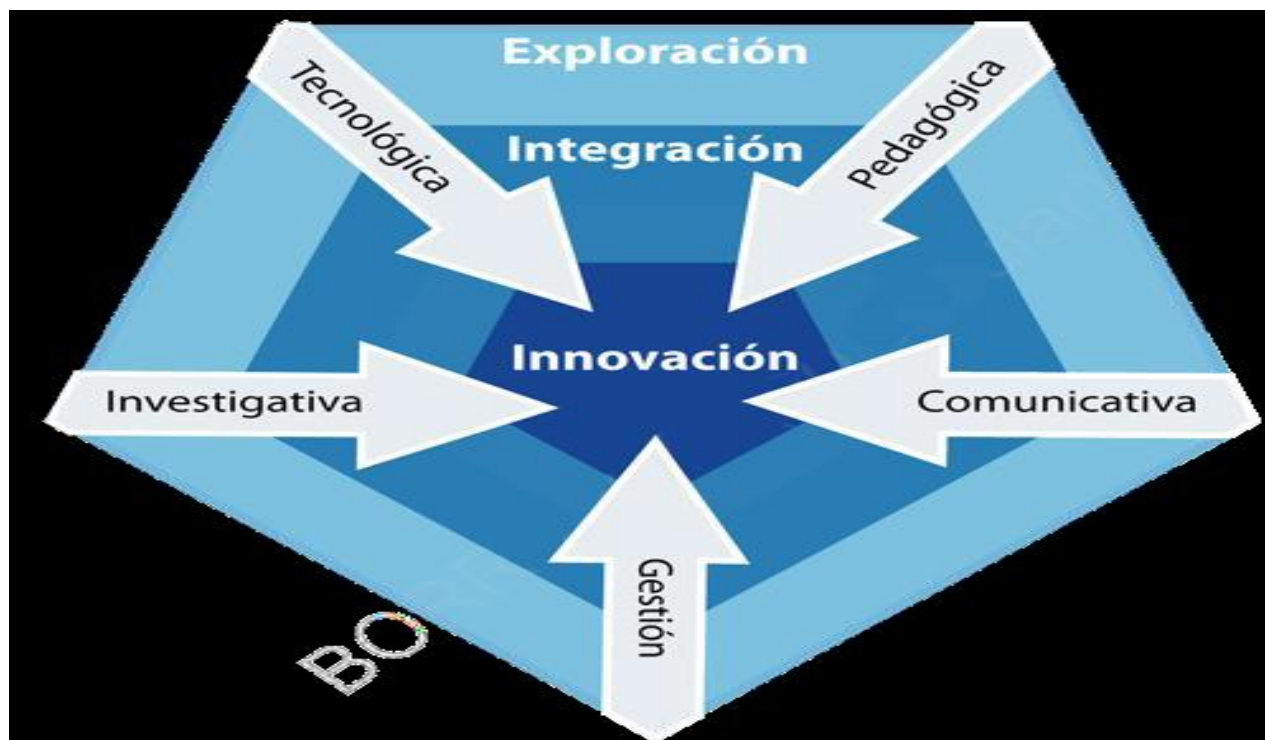 Exploración
Tecnológica
Pedagógica
Integración
Innovación
Investigativa
Comunicativa
Gestión
BO